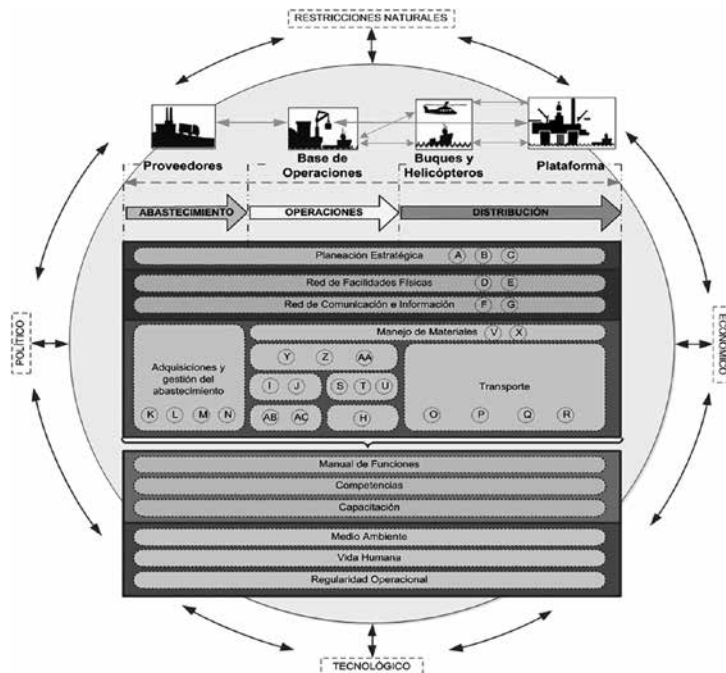 RESTRICCIONES NATURALES
Proveedores
Base de
Operaciones
Buques y
Helicópteros
Plataforma
ABASTECIMIENTO
OPERACIONES
DISTRIBUCIÓN
Planeación Estratégica A B C
Red de Facilidades Físicas D E
Red de Comunicación e Información F G
POLÍTICO
ECONÓMICO
Manejo de Materiales V X
Adquisiciones y
gestión del
abastecimiento
K L M N
Y Z AA
I J
S T U
AB AC
H
Transporte
O P Q R
Manual de Funciones
Competencias
Capacitación
Medio Ambiente
Vida Humana
Regularidad Operacional
TECNOLÓGICO